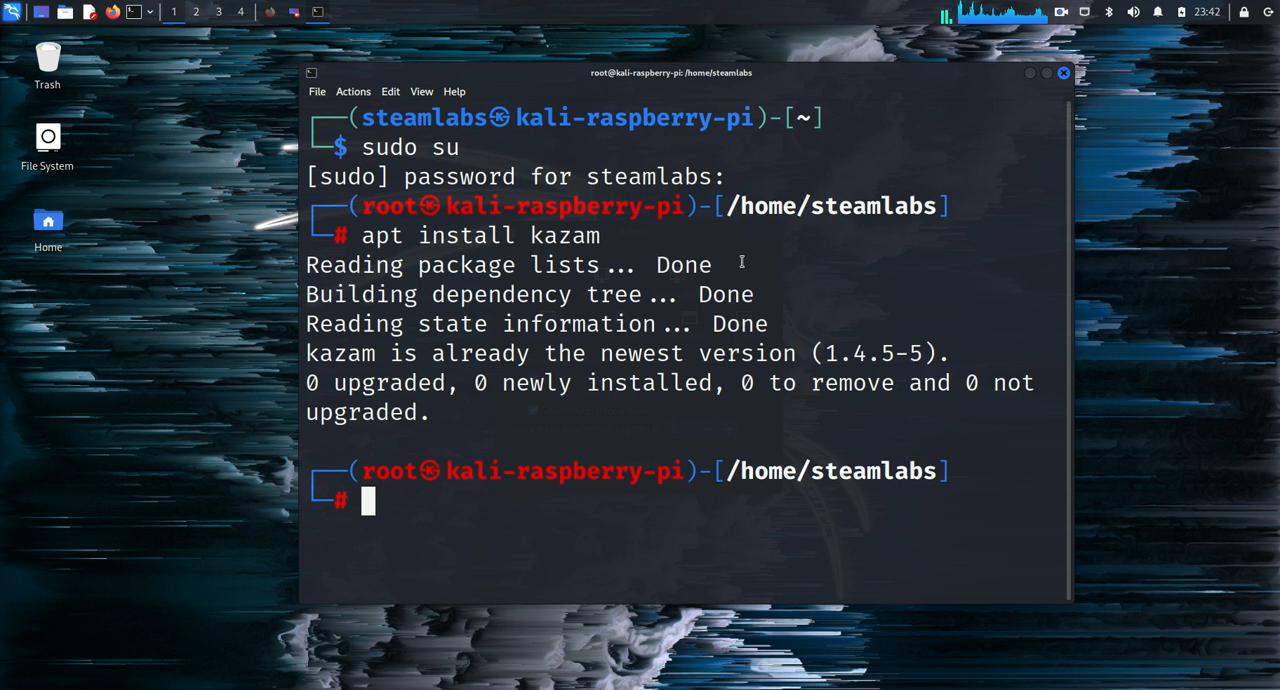 1 2 3 4
23:42
Trash
File System
Home
root@kali-raspberry-pi: /home/steamlabs
File Actions Edit View Help
┌──(steamlabs㉿kali-raspberry-pi)-[~]
└─$ sudo su
[sudo] password for steamlabs:
┌──(root㉿kali-raspberry-pi)-[/home/steamlabs]
└─# apt install kazam
Reading package lists... Done
Building dependency tree... Done
Reading state information... Done
kazam is already the newest version (1.4.5-5).
0 upgraded, 0 newly installed, 0 to remove and 0 not
upgraded.
┌──(root㉿kali-raspberry-pi)-[/home/steamlabs]
└─#